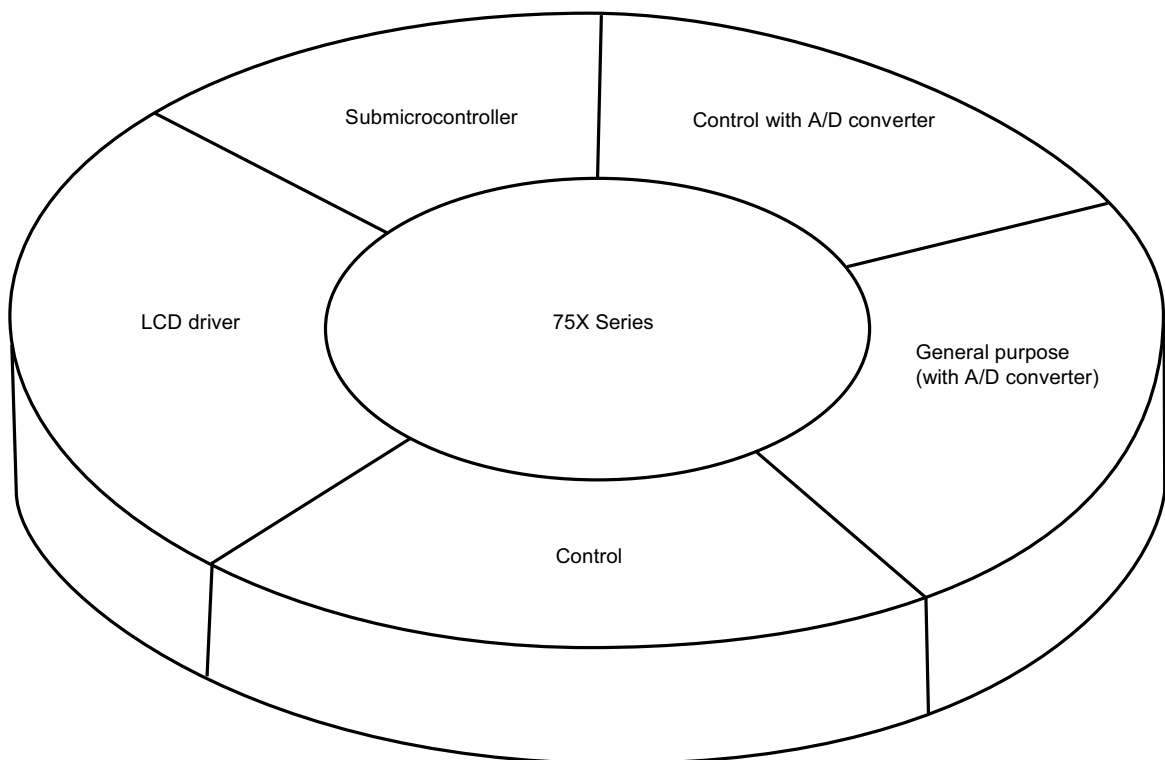 Submicrocontroller
Control with A/D converter
LCD driver
75X Series
General purpose
(with A/D converter)
Control